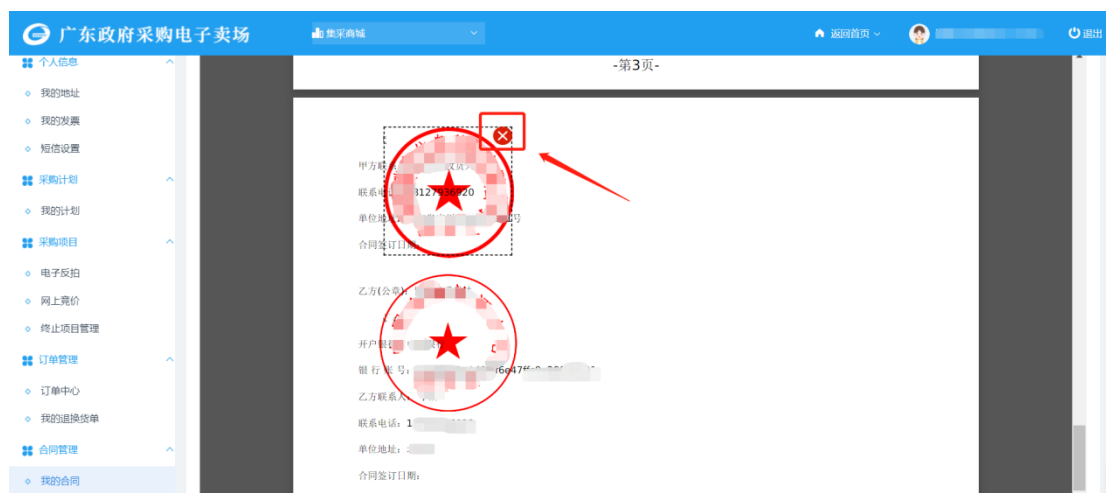 广东政府采购电子卖场
集采商城
返回首页
退出
个人信息
我的地址
我的发票
短信设置
采购计划
我的计划
采购项目
电子反拍
网上竞价
终止项目管理
订单管理
订单中心
我的退换货单
合同管理
我的合同
-第3页-
甲方联
联系电
单位地
号
合同签订日期:
乙方(公章):
开户银
银 行 账 号:
乙方联系人:
联系电话: 1
单位地址:
合同签订日期: